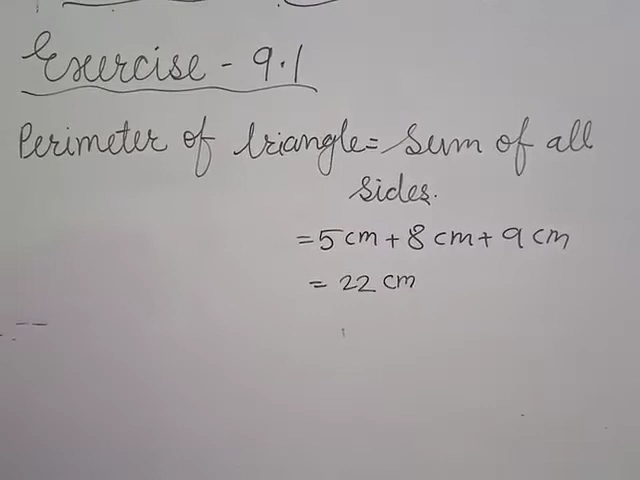 Exercise - 9.1
Perimeter of triangle = Sum of all
sides.
= 5 cm + 8 cm + 9 cm
= 22 cm